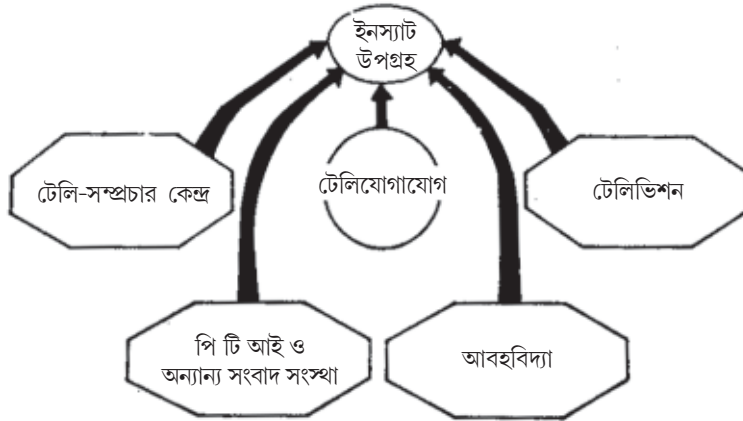 ইনস্যাট
উপগ্রহ
টেলি-সম্প্রচার কেন্দ্র
টেলিযোগাযোগ
টেলিভিশন
পি টি আই ও
অন্যান্য সংবাদ সংস্থা
আবহবিদ্যা